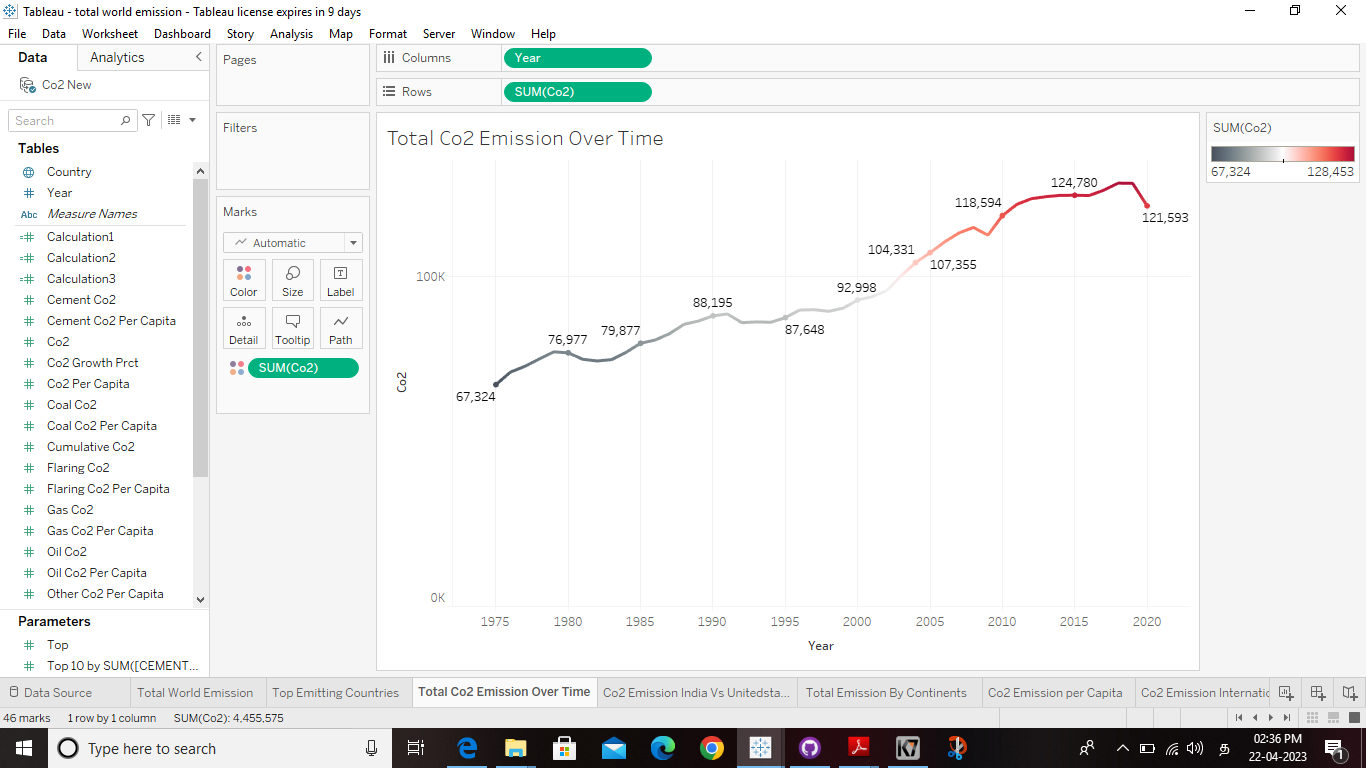 Tableau - total world emission - Tableau license expires in 9 days
File Data Worksheet Dashboard Story Analysis Map Format Server Window Help
Data Analytics
Co2 New
Search
Tables
Country
Year
Abc Measure Names
Calculation1
Calculation2
Calculation3
Cement Co2
Cement Co2 Per Capita
Co2
Co2 Growth Prct
Co2 Per Capita
Coal Co2
Coal Co2 Per Capita
Cumulative Co2
Flaring Co2
Flaring Co2 Per Capita
Gas Co2
Gas Co2 Per Capita
Oil Co2
Oil Co2 Per Capita
Other Co2 Per Capita
Parameters
Top
Top 10 by SUM([CEMENT...
Pages
Filters
Marks
Automatic
Color Size Label
Detail Tooltip Path
SUM(Co2)
Columns Year
Rows SUM(Co2)
Total Co2 Emission Over Time
124,780
118,594
121,593
104,331
107,355
100K
92,998
88,195
87,648
79,877
76,977
67,324
Co2
0K
1975 1980 1985 1990 1995 2000 2005 2010 2015 2020
Year
SUM(Co2)
67,324 128,453
Data Source Total World Emission Top Emitting Countries Total Co2 Emission Over Time Co2 Emission India Vs Unitedsta... Total Emission By Continents Co2 Emission per Capita Co2 Emission Internatio
46 marks 1 row by 1 column SUM(Co2): 4,455,575
Type here to search
02:36 PM
22-04-2023
1